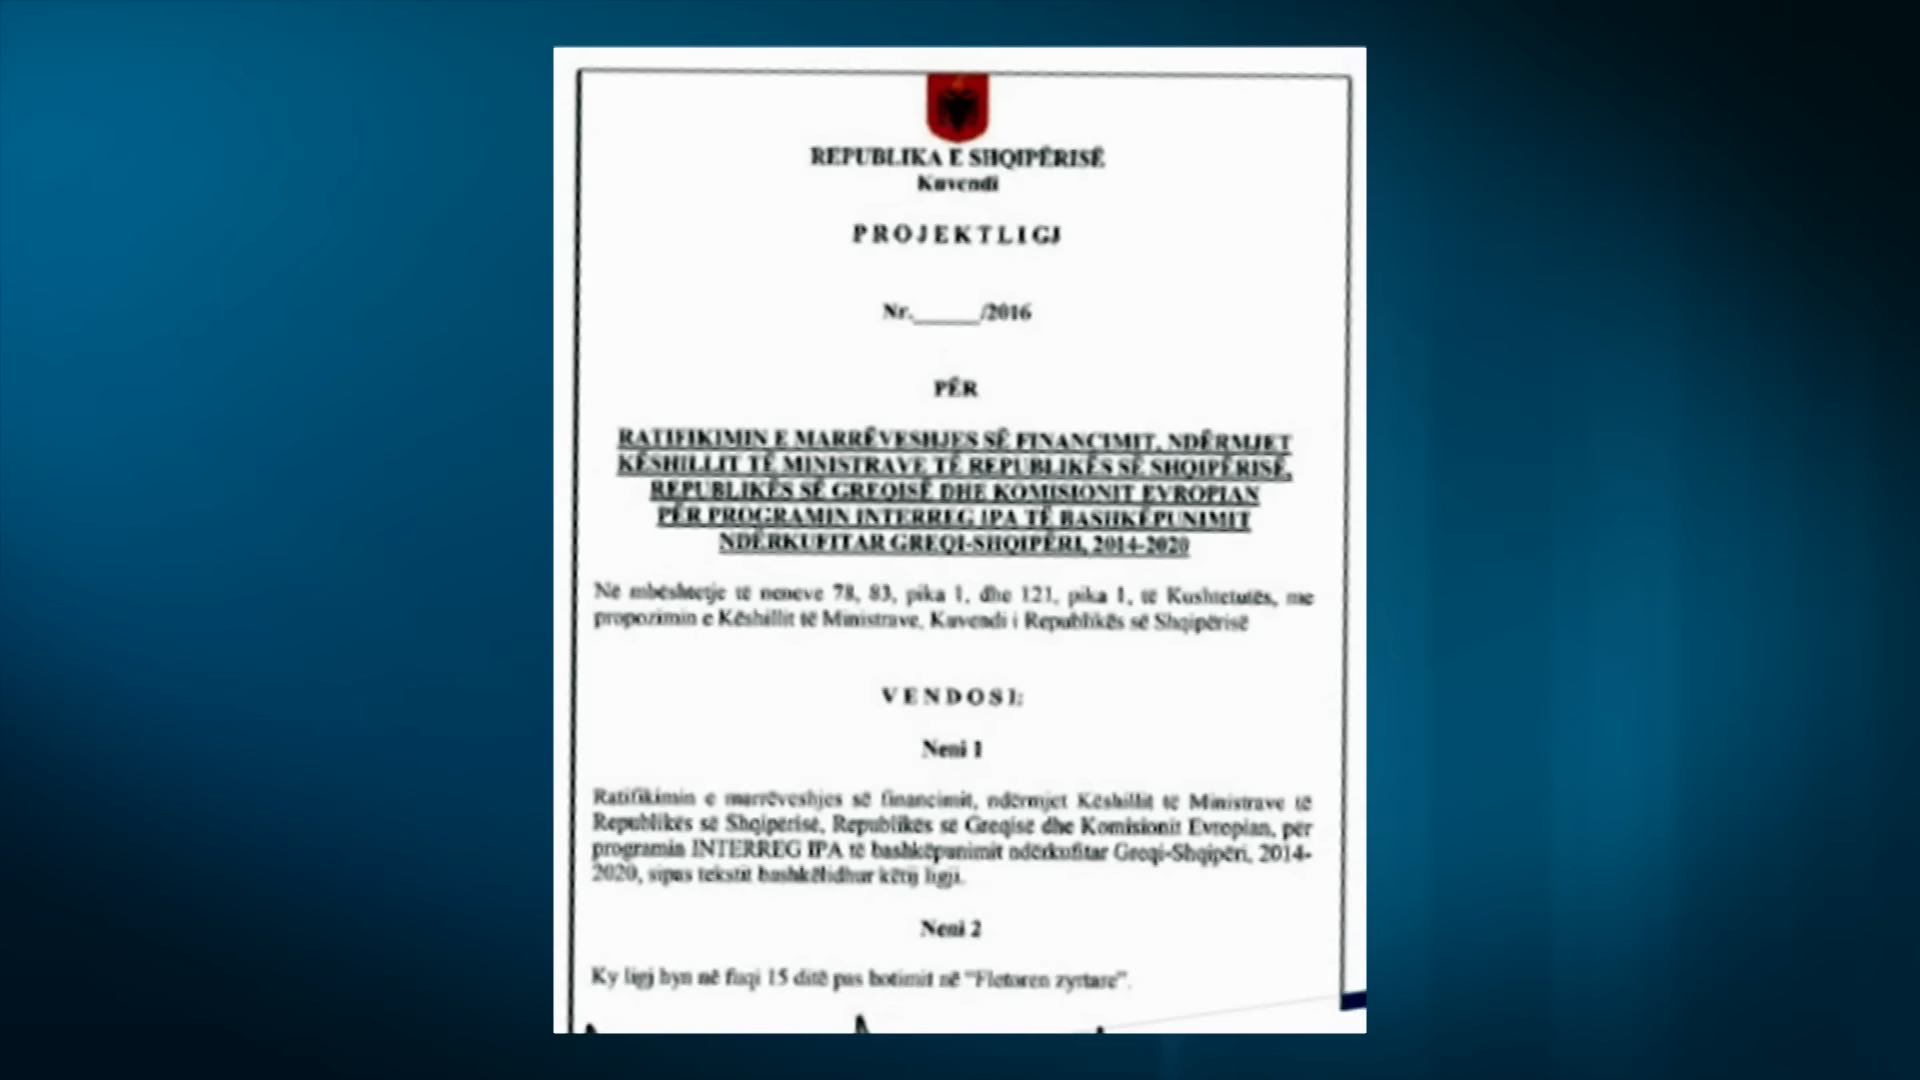 REPUBLIKA E SHQIPËRISË
Kuvendi
PROJEKTLIGJ
Nr.______/2016
PËR
RATIFIKIMIN E MARRËVESHJES SË FINANCIMIT, NDËRMJET
KËSHILLIT TË MINISTRAVE TË REPUBLIKËS SË SHQIPËRISË,
REPUBLIKËS SË GREQISË DHE KOMISIONIT EVROPIAN
PËR PROGRAMIN INTERREG IPA TË BASHKËPUNIMIT
NDËRKUFITAR GREQI-SHQIPËRI, 2014-2020
Në mbështetje të neneve 78, 83, pika 1, dhe 121, pika 1, të Kushtetutës, me
propozimin e Këshillit të Ministrave, Kuvendi i Republikës së Shqipërisë
VENDOSI:
Neni 1
Ratifikimin e marrëveshjes së financimit, ndërmjet Këshillit të Ministrave të
Republikës së Shqipërisë, Republikës së Greqisë dhe Komisionit Evropian, për
programin INTERREG IPA të bashkëpunimit ndërkufitar Greqi-Shqipëri, 2014-
2020, sipas tekstit bashkëlidhur këtij ligji.
Neni 2
Ky ligj hyn në fuqi 15 ditë pas botimit në "Fletoren zyrtare".